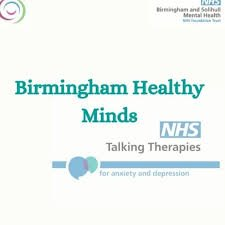 NHS
Birmingham and Solihull
Mental Health
NHS Foundation Trust
Birmingham Healthy
Minds
NHS
Talking Therapies
for anxiety and depression